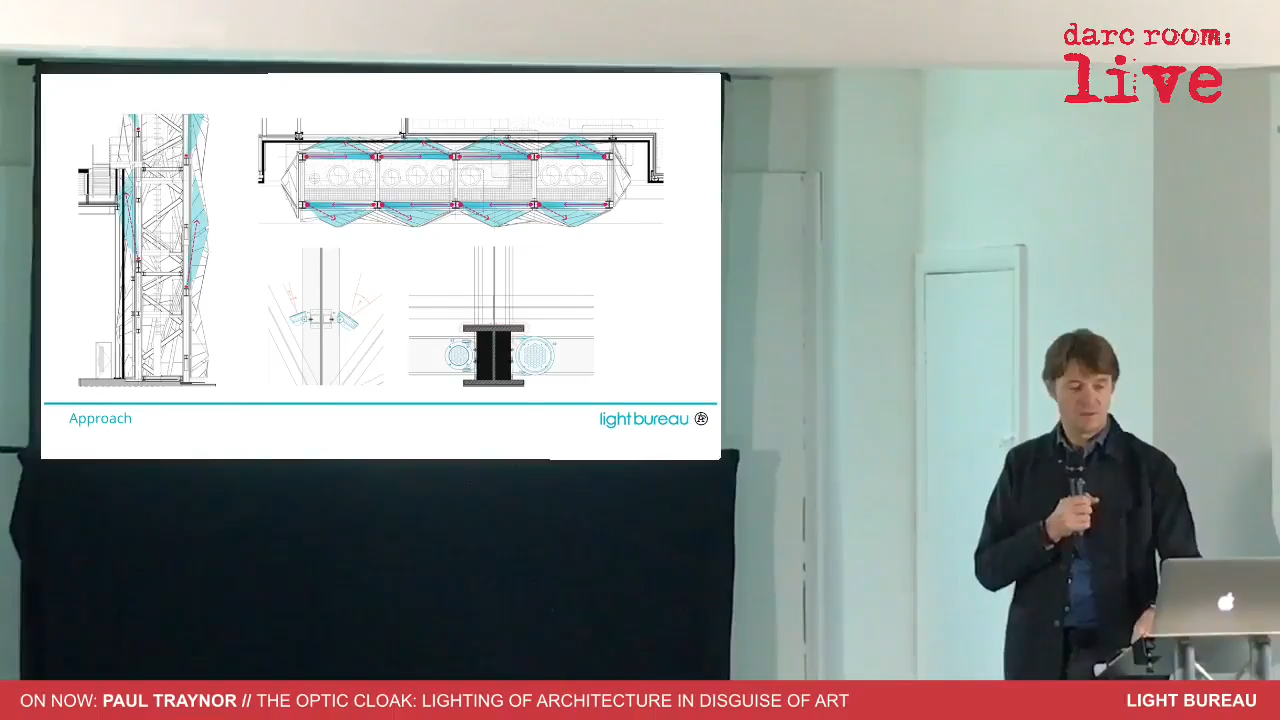 darc room:
live
Approach
light bureau
ON NOW: PAUL TRAYNOR // THE OPTIC CLOAK: LIGHTING OF ARCHITECTURE IN DISGUISE OF ART
LIGHT BUREAU